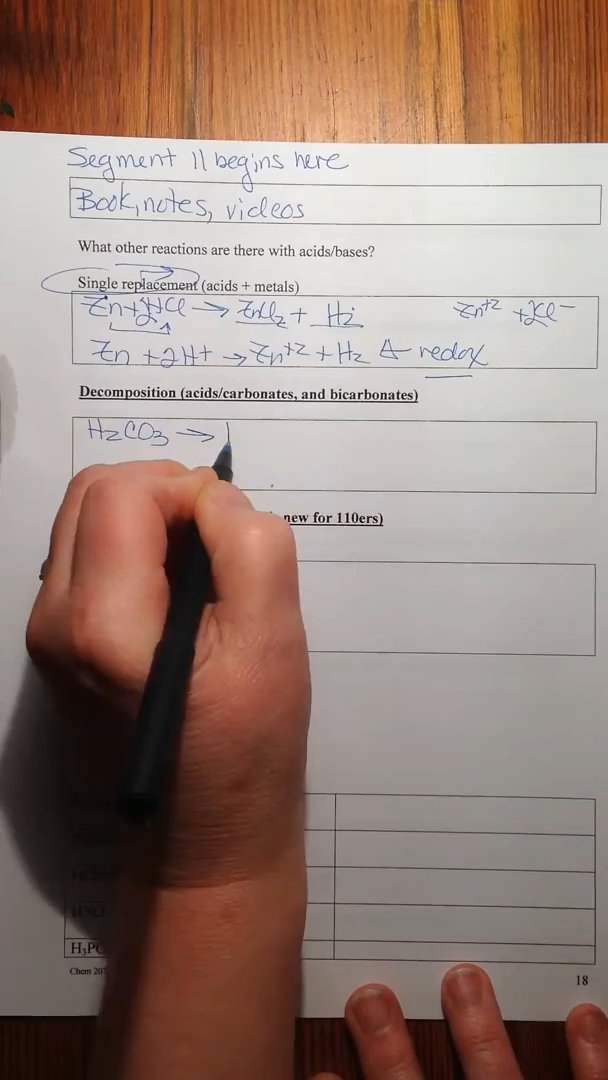 Segment 11 begins here
Book, notes, videos
What other reactions are there with acids/bases?
Single replacement (acids + metals)
Zn + 2HCl → ZnCl₂ + H₂ Zn⁺² + 2Cl⁻
Zn + 2H+ → Zn⁺² + H₂ redox
Decomposition (acids/carbonates, and bicarbonates)
H₂CO₃ →
new for 110ers)
H₃PO
Chem 20
18